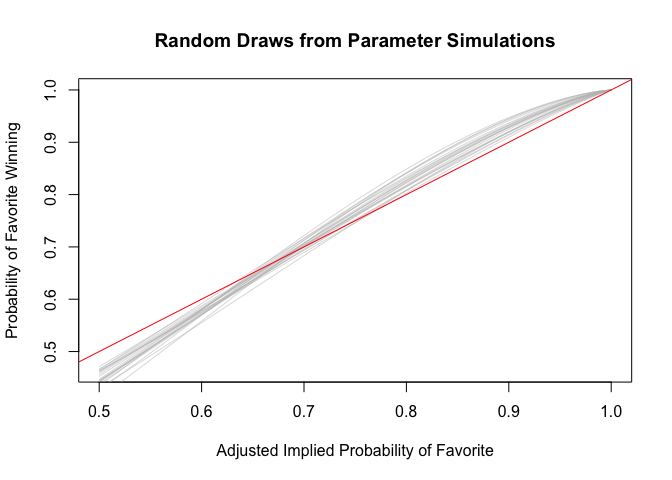 Random Draws from Parameter Simulations
Probability of Favorite Winning
1.0
0.9
0.8
0.7
0.6
0.5
0.5 0.6 0.7 0.8 0.9 1.0
Adjusted Implied Probability of Favorite